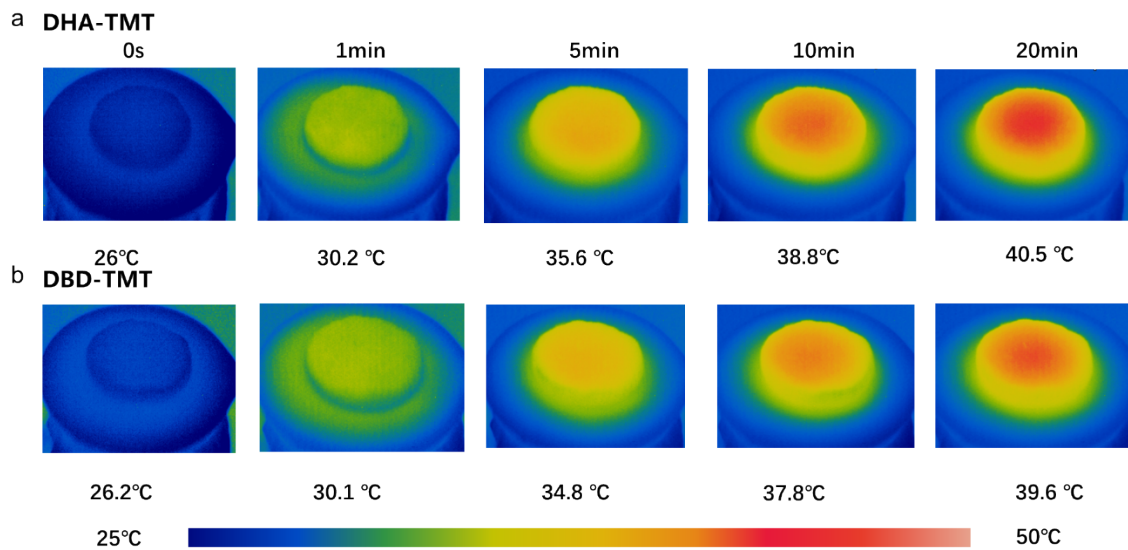 a DHA-TMT
0s 1min 5min 10min 20min
26℃ 30.2 ℃ 35.6 ℃ 38.8℃ 40.5 ℃
b DBD-TMT
26.2℃ 30.1 ℃ 34.8 ℃ 37.8℃ 39.6 ℃
25℃ 50℃